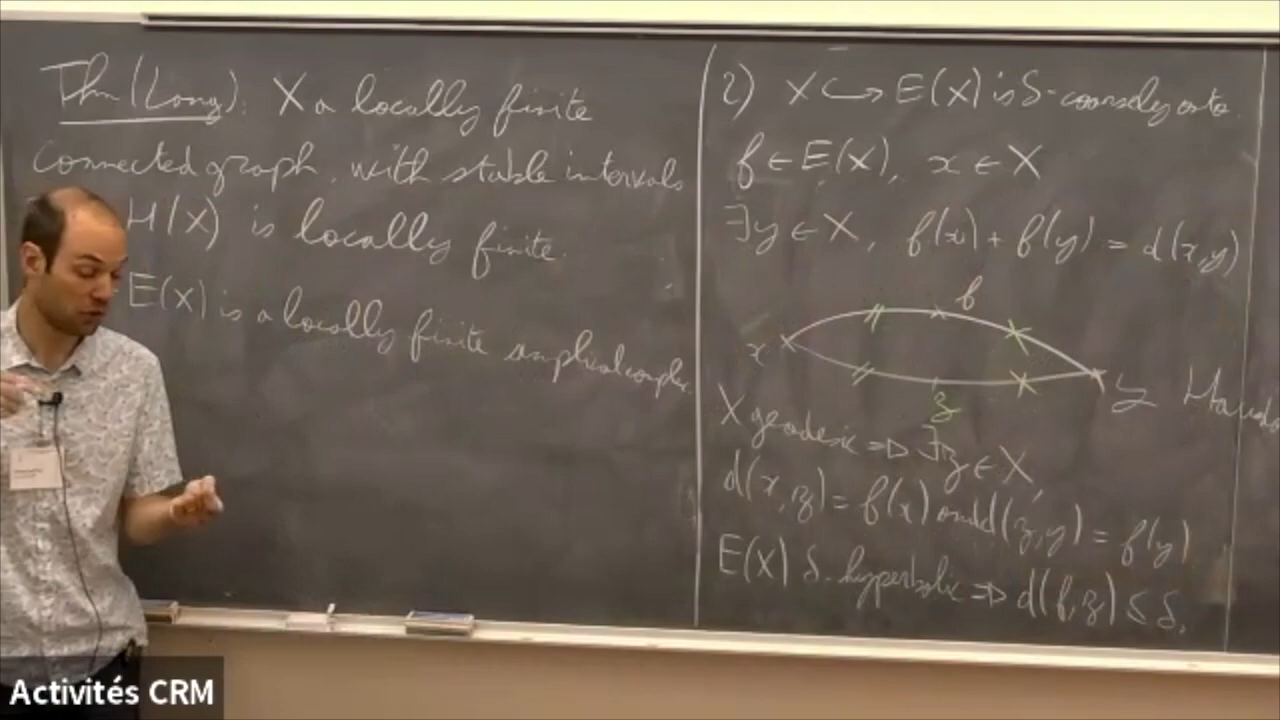 Thm (Lang): X a locally finite
connected graph, with stable intervals
H(X) is locally finite.
E(X) is a locally finite simplicial complex
2) X ↪ E(X) is δ-coarsely onto
f ∈ E(X), x ∈ X
∃y ∈ X, f(x) + f(y) = d(x,y)
f
x
z
y
X geodesic ⇒ ∃z ∈ X,
d(x,z) = f(x) and d(z,y) = f(y)
E(X) δ-hyperbolic ⇒ d(f,z) ≤ δ.
Activités CRM